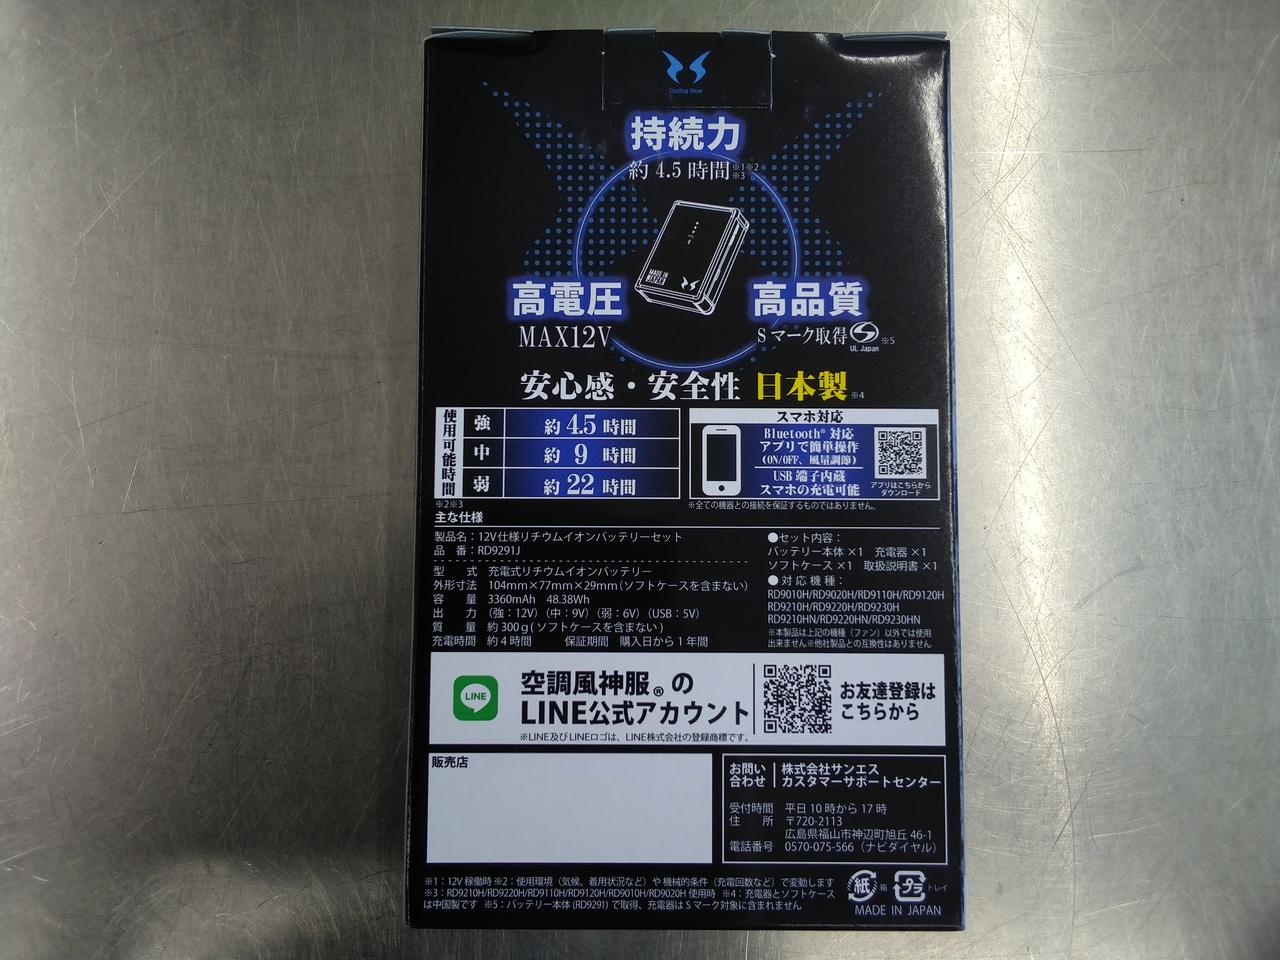 Cooling Wear
持続力
約4.5時間※1※2
※3
MADE IN
JAPAN
高電圧
MAX12V
高品質
Sマーク取得 ※5
UL Japan
安心感・安全性 日本製※4
使用可能時間
強 約4.5時間
中 約9時間
弱 約22時間
※2※3
スマホ対応
Bluetooth®対応
アプリで簡単操作
(ON/OFF、風量調節)
USB端子内蔵
スマホの充電可能
アプリはこちらから
ダウンロード
※全ての機器との接続を保証するものではありません。
主な仕様
製品名：12V仕様リチウムイオンバッテリーセット
品 番：RD9291J
型 式 充電式リチウムイオンバッテリー
外形寸法 104mm×77mm×29mm(ソフトケースを含まない)
容 量 3360mAh 48.38Wh
出 力 (強：12V)(中：9V)(弱：6V)(USB：5V)
質 量 約300g(ソフトケースを含まない)
充電時間 約4時間 保証期間 購入日から1年間
●セット内容：
バッテリー本体×1 充電器×1
ソフトケース×1 取扱説明書×1
●対応機種：
RD9010H/RD9020H/RD9110H/RD9120H
RD9210H/RD9220H/RD9230H
RD9210HN/RD9220HN/RD9230HN
※本製品は上記の機種（ファン）以外では使用
出来ません※他社製品との互換性はありません
LINE
空調風神服®の
LINE公式アカウント
※LINE及びLINEロゴは、LINE株式会社の登録商標です。
お友達登録は
こちらから
販売店
お問い合わせ
株式会社サンエス
カスタマーサポートセンター
受付時間 平日10時から17時
住 所 〒720-2113
広島県福山市神辺町旭丘46-1
電話番号 0570-075-566（ナビダイヤル）
※1：12V稼働時 ※2：使用環境（気候、着用状況など）や機械的条件（充電回数など）で変動します
※3：RD9210H/RD9220H/RD9110H/RD9120H/RD9010H/RD9020H 使用時 ※4：充電器とソフトケース
は中国製です ※5：バッテリー本体(RD9291)で取得、充電器はSマーク対象に含まれません
紙 箱 プラ トレイ
MADE IN JAPAN